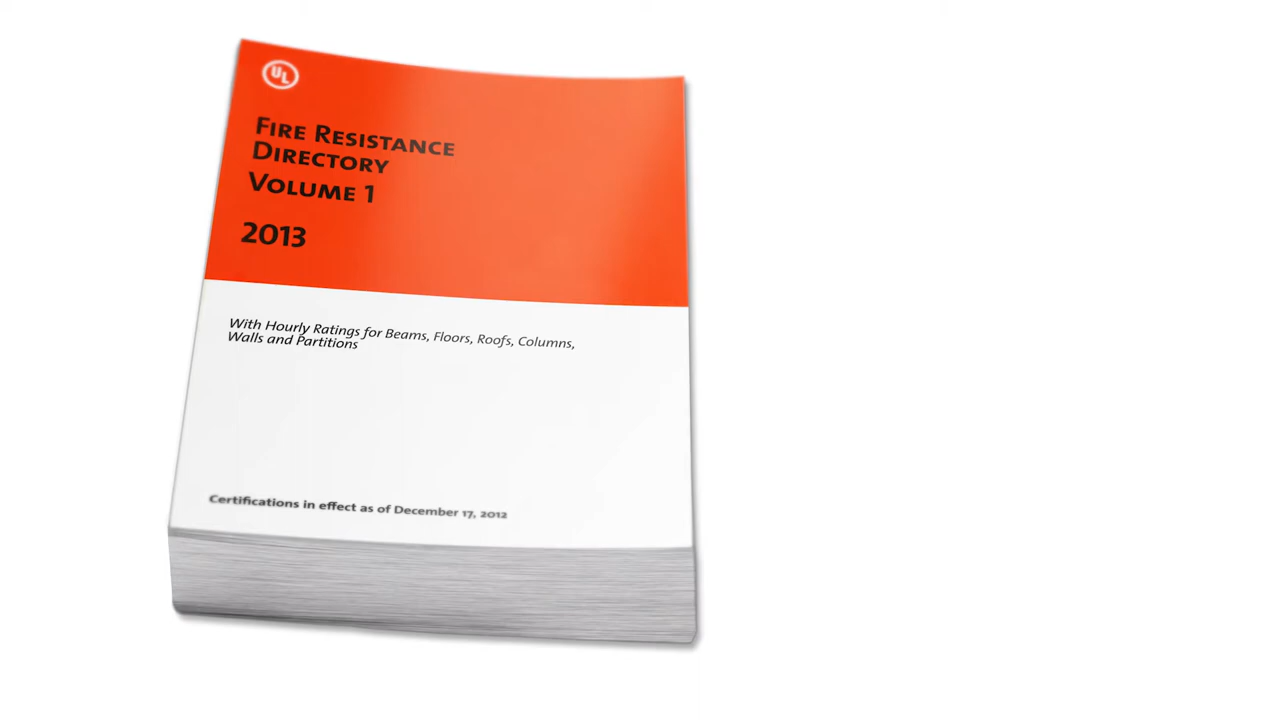 UL
Fire Resistance
Directory
Volume 1
2013
With Hourly Ratings for Beams, Floors, Roofs, Columns,
Walls and Partitions
Certifications in effect as of December 17, 2012